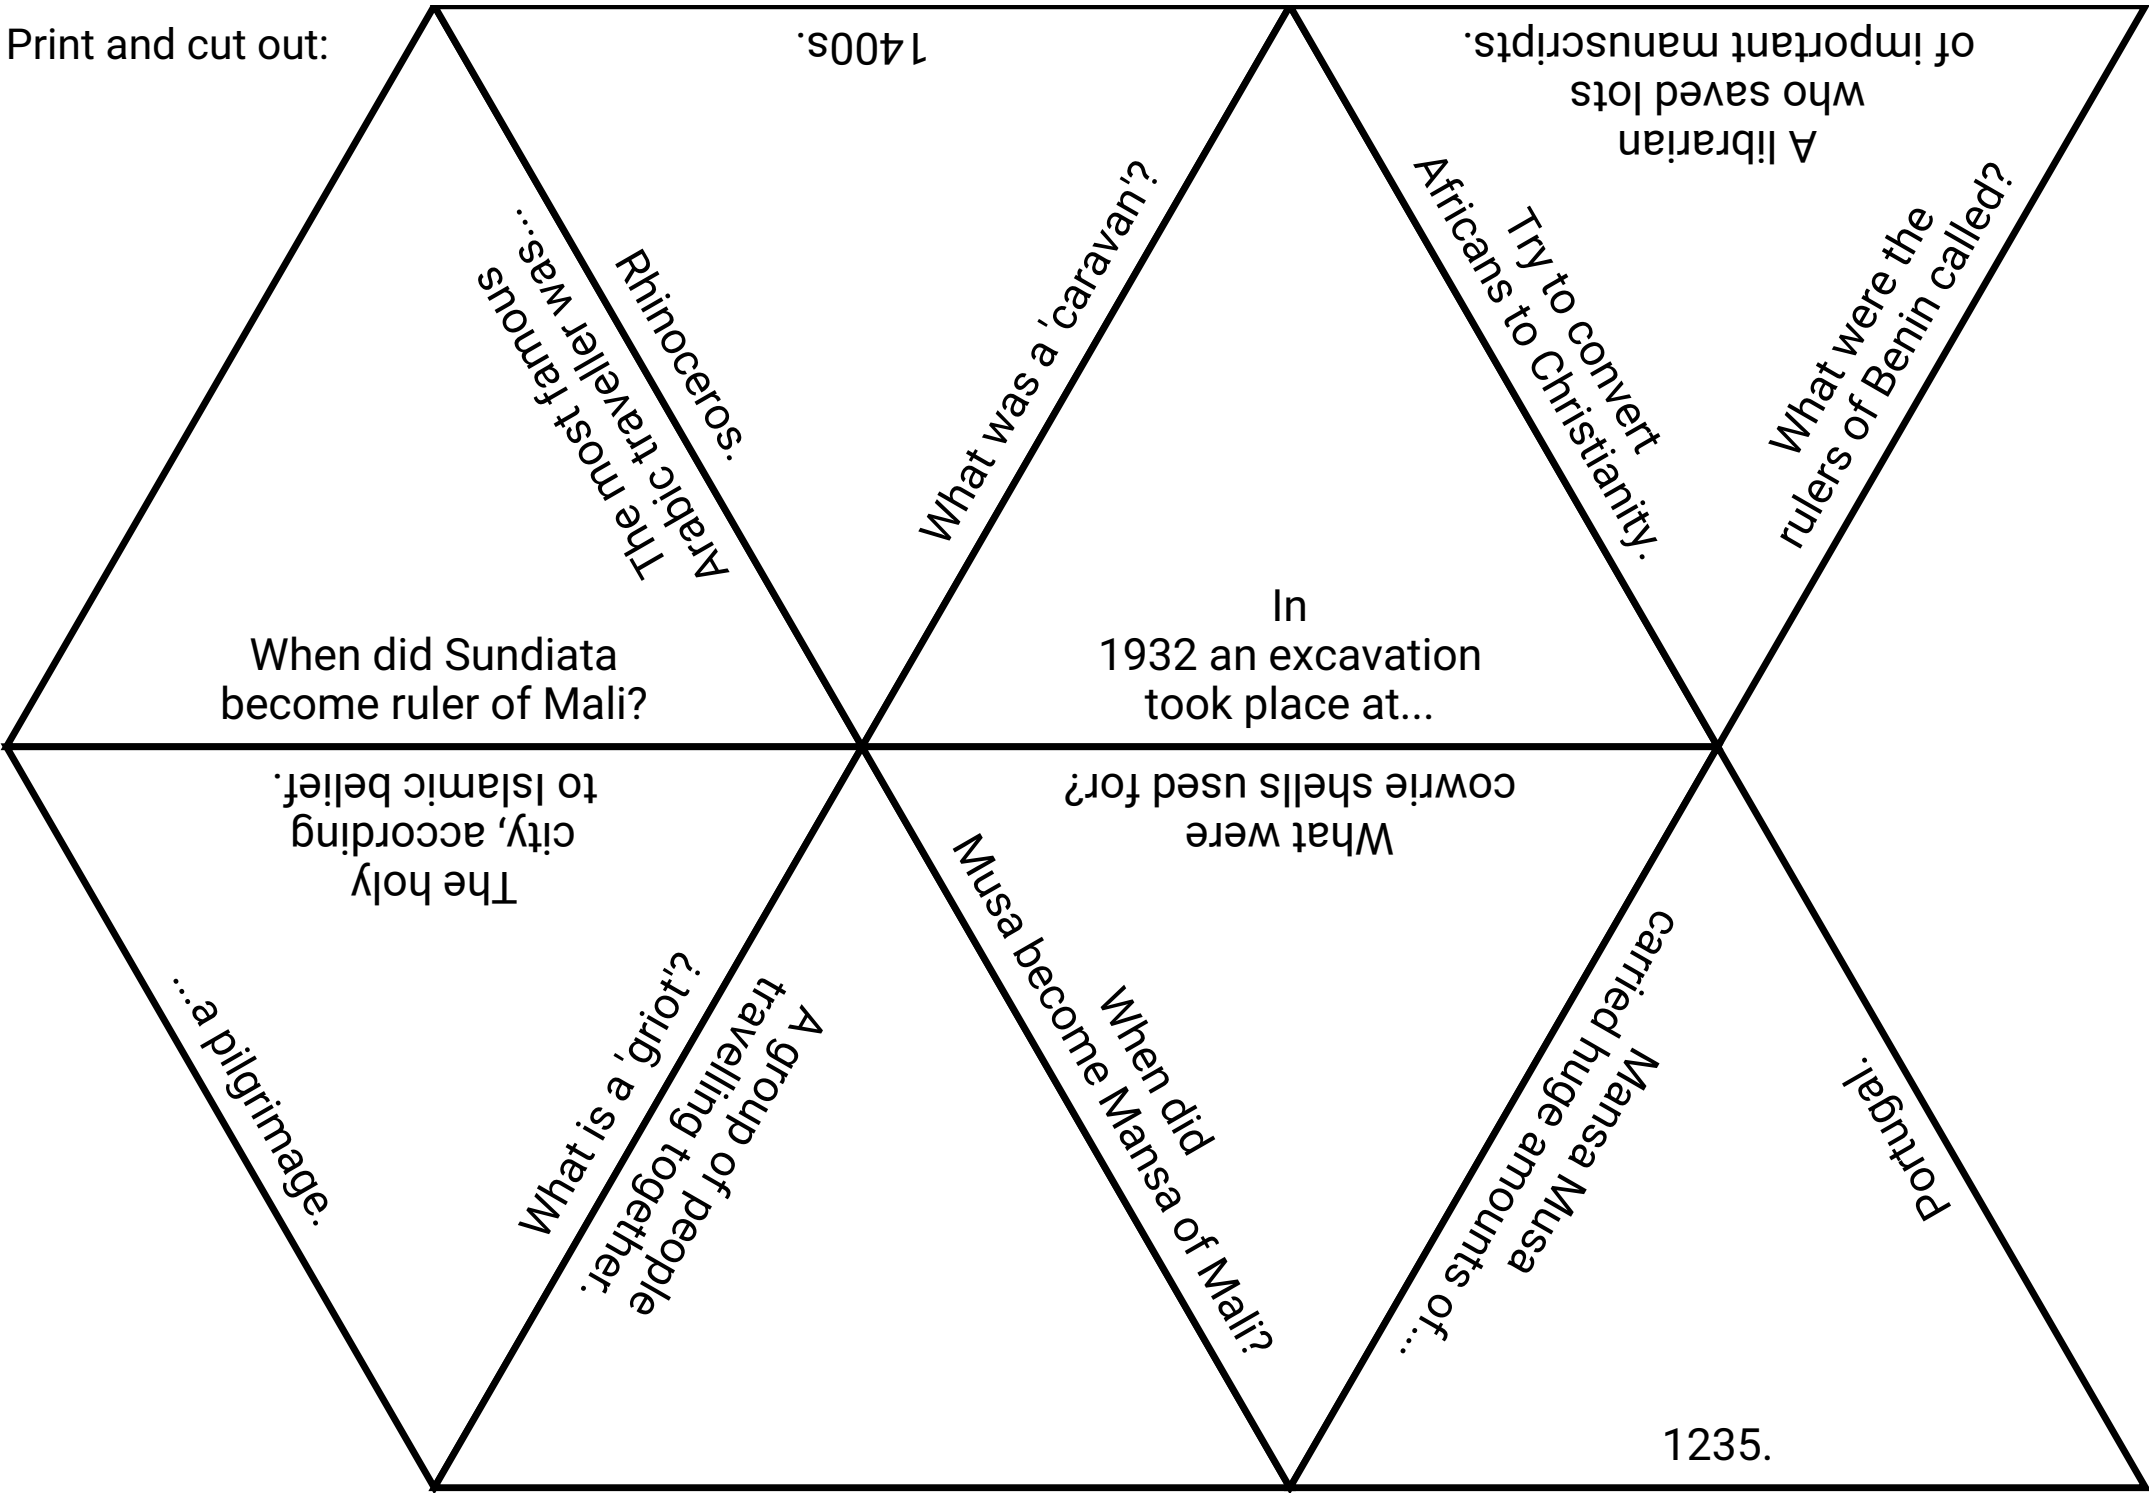 Print and cut out:
1400s.
A librarian
who saved lots
of important manuscripts.
The most famous
Arabic traveller was...
Rhinoceros.
What was a 'caravan'?
Try to convert
Africans to Christianity.
What were the
rulers of Benin called?
When did Sundiata
become ruler of Mali?
In
1932 an excavation
took place at...
The holy
city, according
to Islamic belief.
What were
cowrie shells used for?
...a pilgrimage.
What is a 'griot'?
A group of people
travelling together.
When did
Musa become Mansa of Mali?
Mansa Musa
carried huge amounts of...
Portugal.
1235.